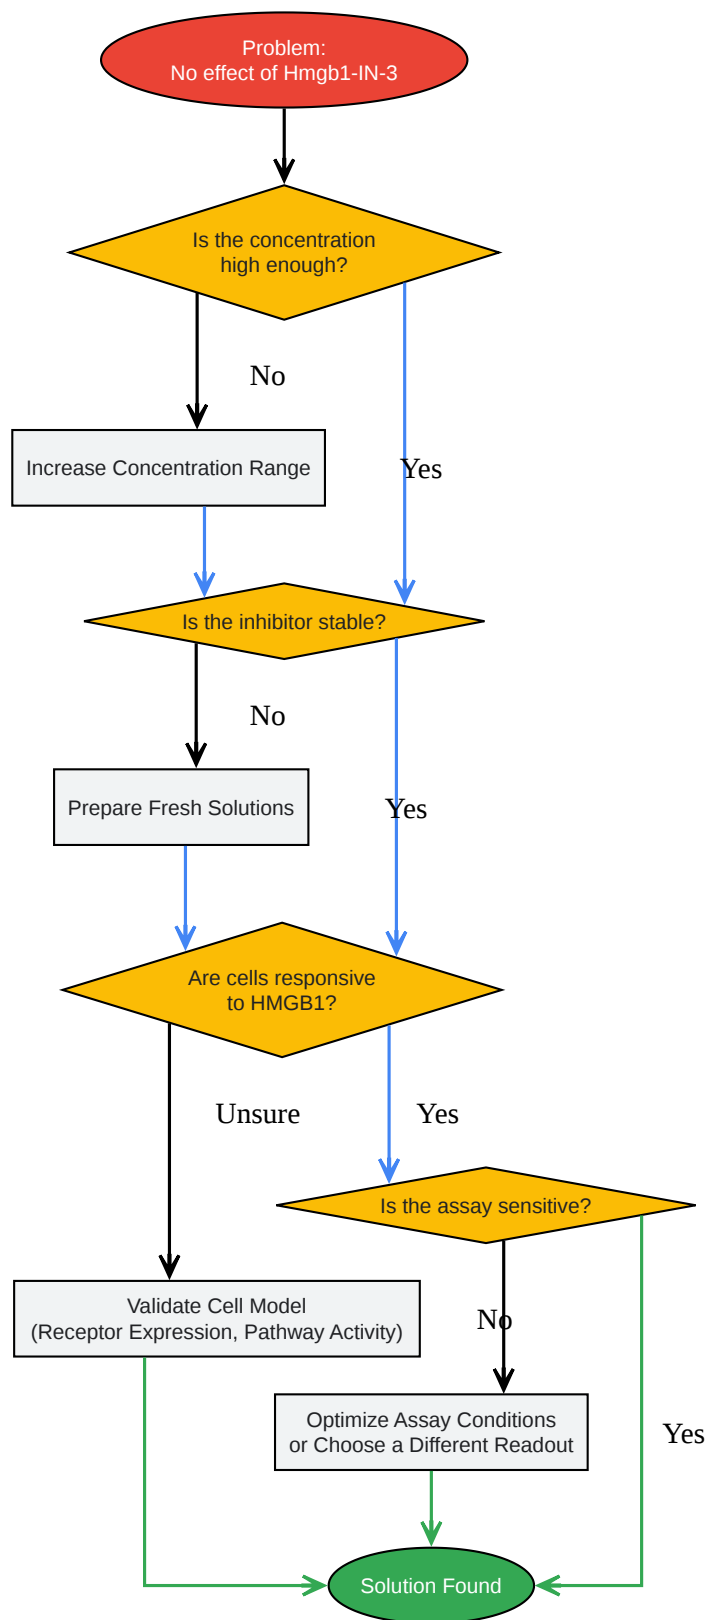 Problem:
No effect of Hmgb1-IN-3
Is the concentration
high enough?
No
Increase Concentration Range
Yes
Is the inhibitor stable?
No
Prepare Fresh Solutions
Yes
Are cells responsive
to HMGB1?
Unsure
Yes
Is the assay sensitive?
Validate Cell Model
(Receptor Expression, Pathway Activity)
No
Optimize Assay Conditions
or Choose a Different Readout
Yes
Solution Found